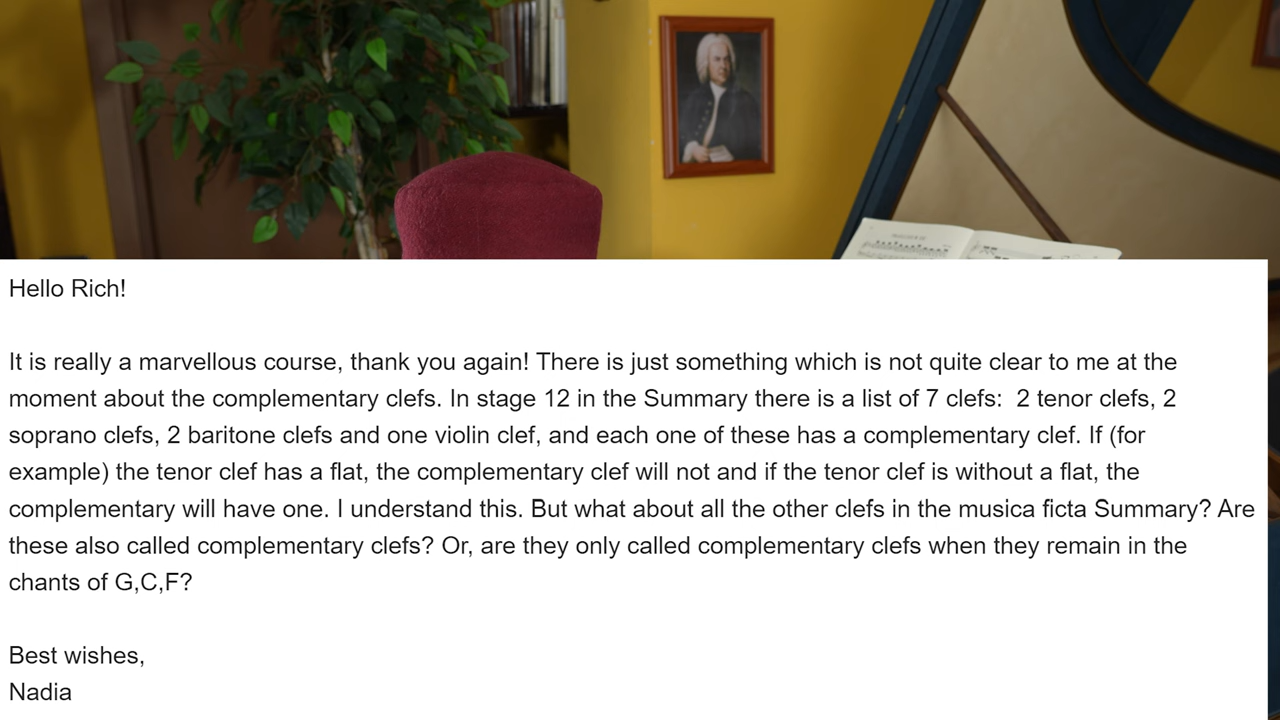 Hello Rich!
It is really a marvellous course, thank you again! There is just something which is not quite clear to me at the
moment about the complementary clefs. In stage 12 in the Summary there is a list of 7 clefs:  2 tenor clefs, 2
soprano clefs, 2 baritone clefs and one violin clef, and each one of these has a complementary clef. If (for
example) the tenor clef has a flat, the complementary clef will not and if the tenor clef is without a flat, the
complementary will have one. I understand this. But what about all the other clefs in the musica ficta Summary? Are
these also called complementary clefs? Or, are they only called complementary clefs when they remain in the
chants of G,C,F?
Best wishes,
Nadia